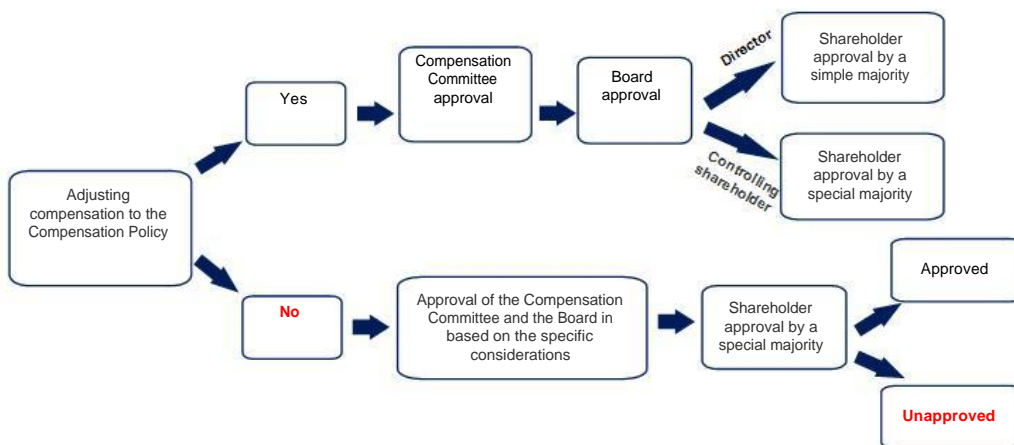 Adjusting
compensation to the
Compensation Policy
Yes
Compensation
Committee
approval
Board
approval
Director
Shareholder
approval by a
simple majority
Controlling
shareholder
Shareholder
approval by a
special majority
No
Approval of the Compensation
Committee and the Board in
based on the specific
considerations
Shareholder
approval by a
special majority
Approved
Unapproved